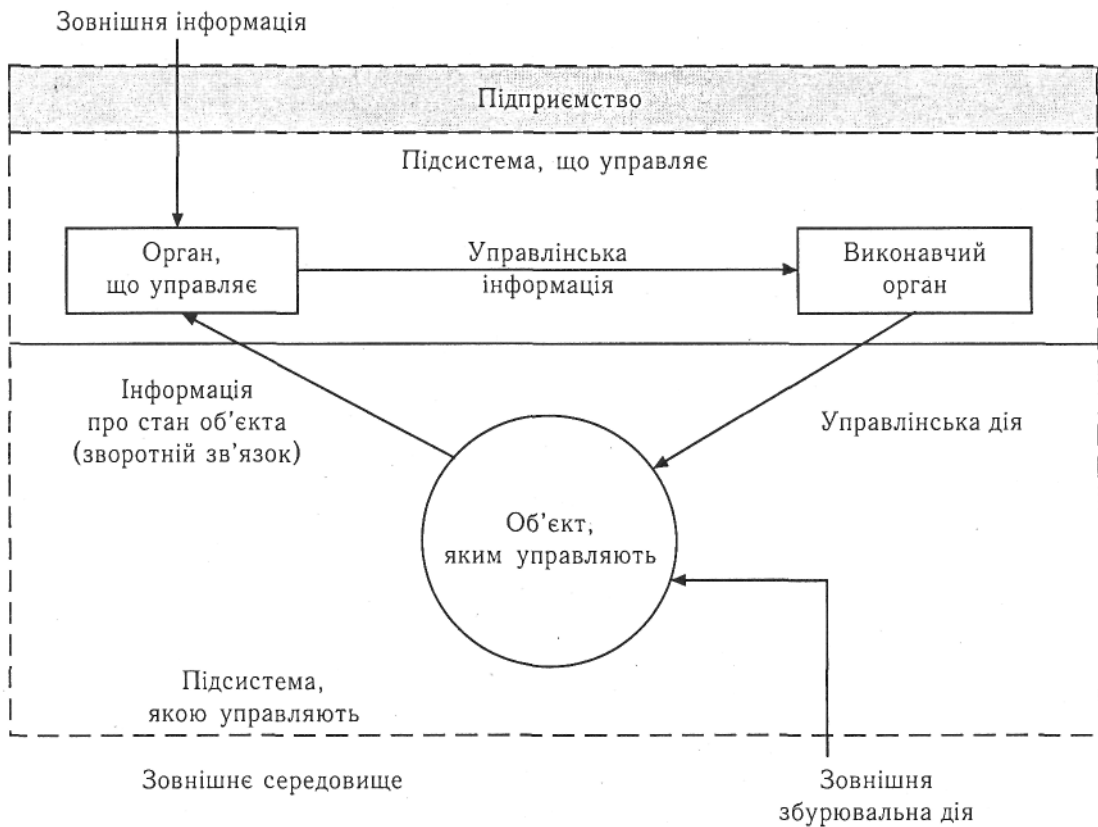 Зовнішня інформація
Підприємство
Підсистема, що управляє
Орган,
що управляє
Управлінська
інформація
Виконавчий
орган
Інформація
про стан об'єкта
(зворотній зв'язок)
Управлінська дія
Об'єкт,
яким управляють
Підсистема,
якою управляють
Зовнішнє середовище
Зовнішня
збурювальна дія